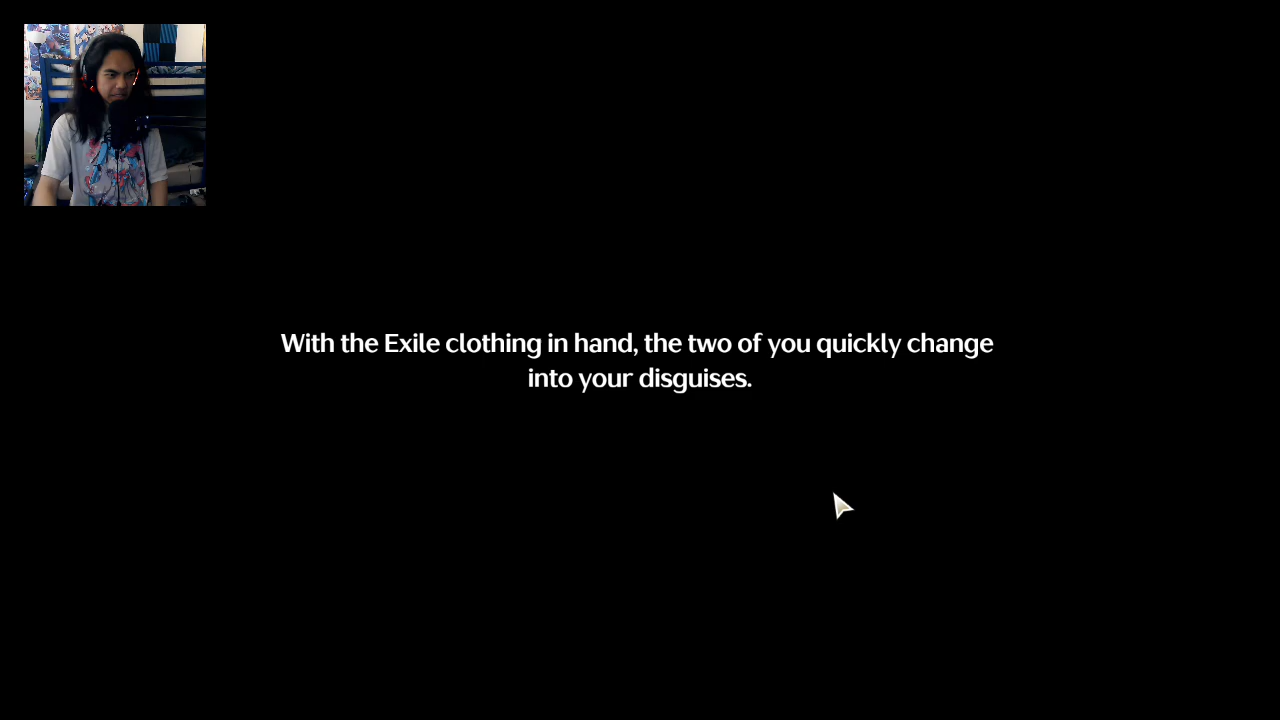 With the Exile clothing in hand, the two of you quickly change
into your disguises.